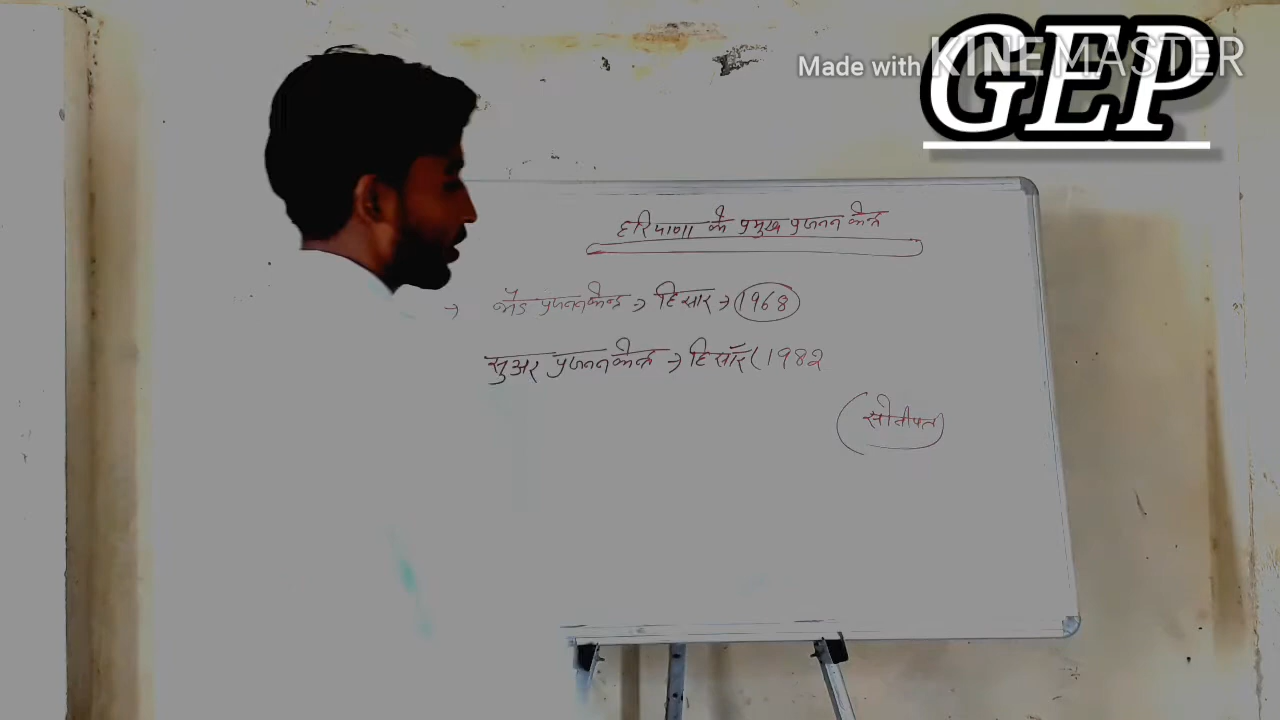 Made with KINEMASTER
GEP
हरियाणा के प्रमुख प्रजनन केन्द्र
→ भेड प्रजनन केन्द्र → हिसार → 1968
सुअर प्रजनन केन्द्र → हिसॉर (1982
(सोनीपत)